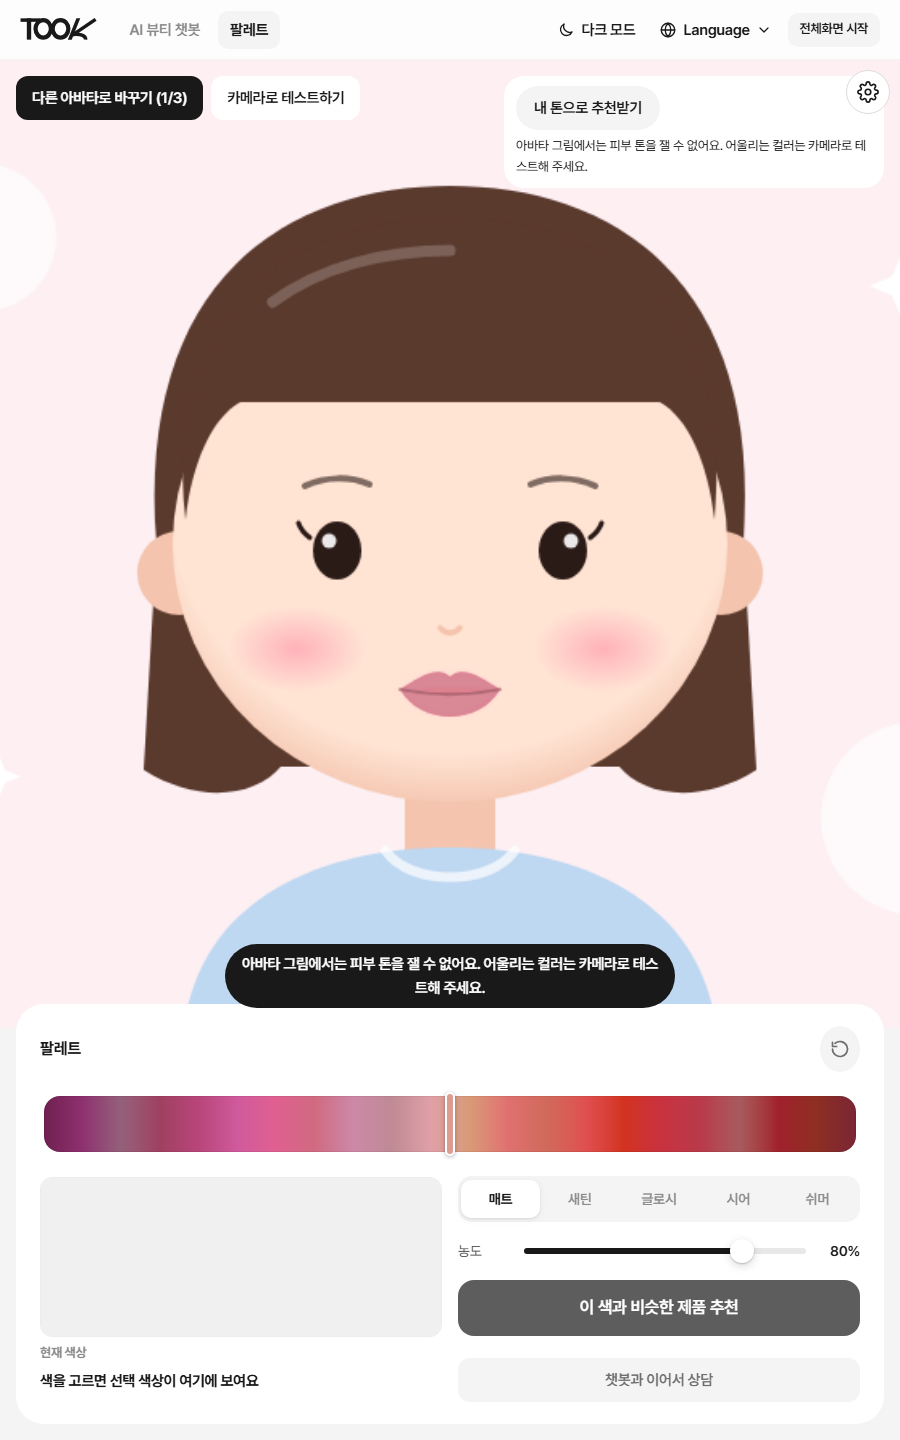 TOOK
AI 뷰티 챗봇
팔레트
다크 모드
Language
전체화면 시작
다른 아바타로 바꾸기 (1/3)
카메라로 테스트하기
내 톤으로 추천받기
아바타 그림에서는 피부 톤을 잴 수 없어요. 어울리는 컬러는 카메라로 테
스트해 주세요.
아바타 그림에서는 피부 톤을 잴 수 없어요. 어울리는 컬러는 카메라로 테스
트해 주세요.
팔레트
매트
새틴
글로시
시어
쉬머
농도
80%
이 색과 비슷한 제품 추천
현재 색상
색을 고르면 선택 색상이 여기에 보여요
챗봇과 이어서 상담